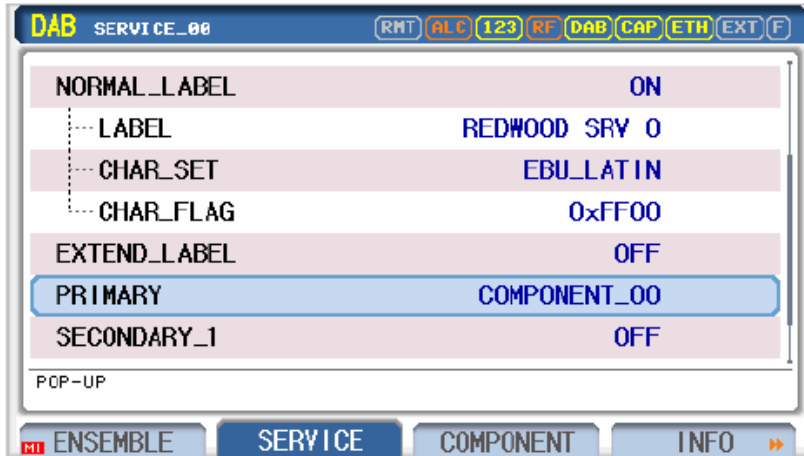 DAB SERVICE_00 RMT ALC 123 RF DAB CAP ETH EXT F
NORMAL_LABEL ON
LABEL REDWOOD SRV 0
CHAR_SET EBU_LATIN
CHAR_FLAG 0xFF00
EXTEND_LABEL OFF
PRIMARY COMPONENT_00
SECONDARY_1 OFF
POP-UP
MI ENSEMBLE SERVICE COMPONENT INFO